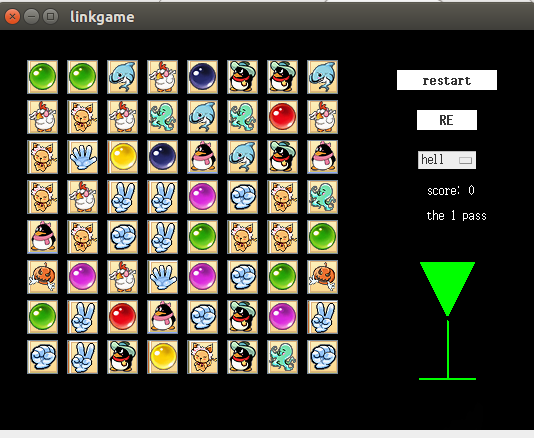 linkgame
restart
RE
hell
score: 0
the 1 pass